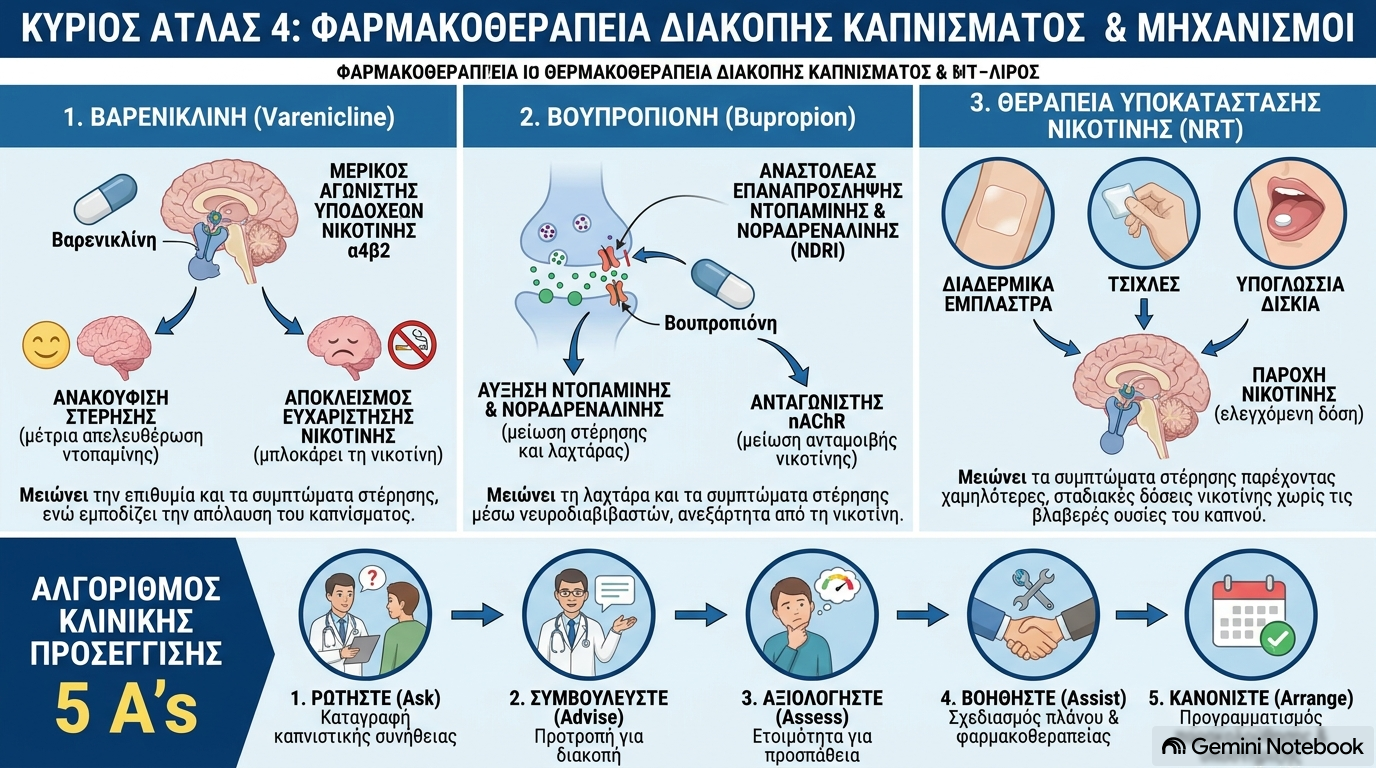 ΚΥΡΙΟΣ ΑΤΛΑΣ 4: ΦΑΡΜΑΚΟΘΕΡΑΠΕΙΑ ΔΙΑΚΟΠΗΣ ΚΑΠΝΙΣΜΑΤΟΣ & ΜΗΧΑΝΙΣΜΟΙ
ΘΕΡΜΑΚΟΘΕΡΑΠΕΙΑ ΔΙΑΚΟΠΗΣ ΚΑΠΝΙΣΜΑΤΟΣ &
1. ΒΑΡΕΝΙΚΛΙΝΗ (Varenicline)
ΜΕΡΙΚΟΣ
ΑΓΩΝΙΣΤΗΣ
ΥΠΟΔΟΧΕΩΝ
ΝΙΚΟΤΙΝΗΣ
α4β2
Βαρενικλίνη
ΑΝΑΚΟΥΦΙΣΗ
ΣΤΕΡΗΣΗΣ
(μέτρια απελευθέρωση
ντοπαμίνης)
ΑΠΟΚΛΕΙΣΜΟΣ
ΕΥΧΑΡΙΣΤΗΣΗΣ
ΝΙΚΟΤΙΝΗΣ
(μπλοκάρει τη νικοτίν)
Μειώνει την επιθυμία και τα συμπτώματα στέρησης,
ενώ εμποδίζει την απόλαυση του καπνίσματος.
2. ΒΟΥΠΡΟΠΙΟΝΗ (Bupropion)
ΑΝΑΣΤΟΛΕΑΣ
ΕΠΑΝΑΠΡΟΣΛΗΨΗΣ
ΝΤΟΠΑΜΙΝΗΣ &
ΝΟΡΑΔΡΕΝΑΛΙΝΗΣ
(NDRI)
Βουπροπιόνη
ΑΥΞΗΣΗ ΝΤΟΠΑΜΙΝΗΣ
& ΝΟΡΑΔΡΕΝΑΛΙΝΗΣ
(μείωση στέρησης
και λαχτάρας)
ΑΝΤΑΓΩΝΙΣΤΗΣ
nAChR
(μείωση ανταμοιβής
νικοτίνης)
Μειώνει τη λαχτάρα και τα συμπτώματα στέρησης
μέσω νευροδιαβιβαστών, ανεξάρτητα από τη νικοτίνη.
3. ΘΕΡΑΠΕΙΑ ΥΠΟΚΑΤΑΣΤΑΣΗΣ
ΝΙΚΟΤΙΝΗΣ (NRT)
ΔΙΑΔΕΡΜΙΚΑ
ΕΜΠΛΑΣΤΡΑ
ΤΣΙΧΛΕΣ
ΥΠΟΓΛΩΣΣΙΑ
ΔΙΣΚΙΑ
ΠΑΡΟΧΗ
ΝΙΚΟΤΙΝΗΣ
(ελεγχόμενη δόση)
Μειώνει τα συμπτώματα στέρησης παρέχοντας
χαμηλότερες, σταδιακές δόσεις νικοτίνης χωρίς τις
βλαβερές ουσίες του καπνού.
ΑΛΓΟΡΙΘΜΟΣ
ΚΛΙΝΙΚΗΣ
ΠΡΟΣΕΓΓΙΣΗΣ
5 A's
?
1. ΡΩΤΗΣΤΕ (Ask)
Καταγραφή
καπνιστικής συνήθειας
2. ΣΥΜΒΟΥΛΕΥΣΤΕ
(Advise)
Προτροπή για
διακοπή
3. ΑΞΙΟΛΟΓΗΣΤΕ
(Assess)
Ετοιμότητα για
προσπάθεια
4. ΒΟΗΘΗΣΤΕ (Assist)
Σχεδιασμός πλάνου &
φαρμακοθεραπείας
5. ΚΑΝΟΝΙΣΤΕ (Arrange)
Προγραμματισμός
Gemini Notebook